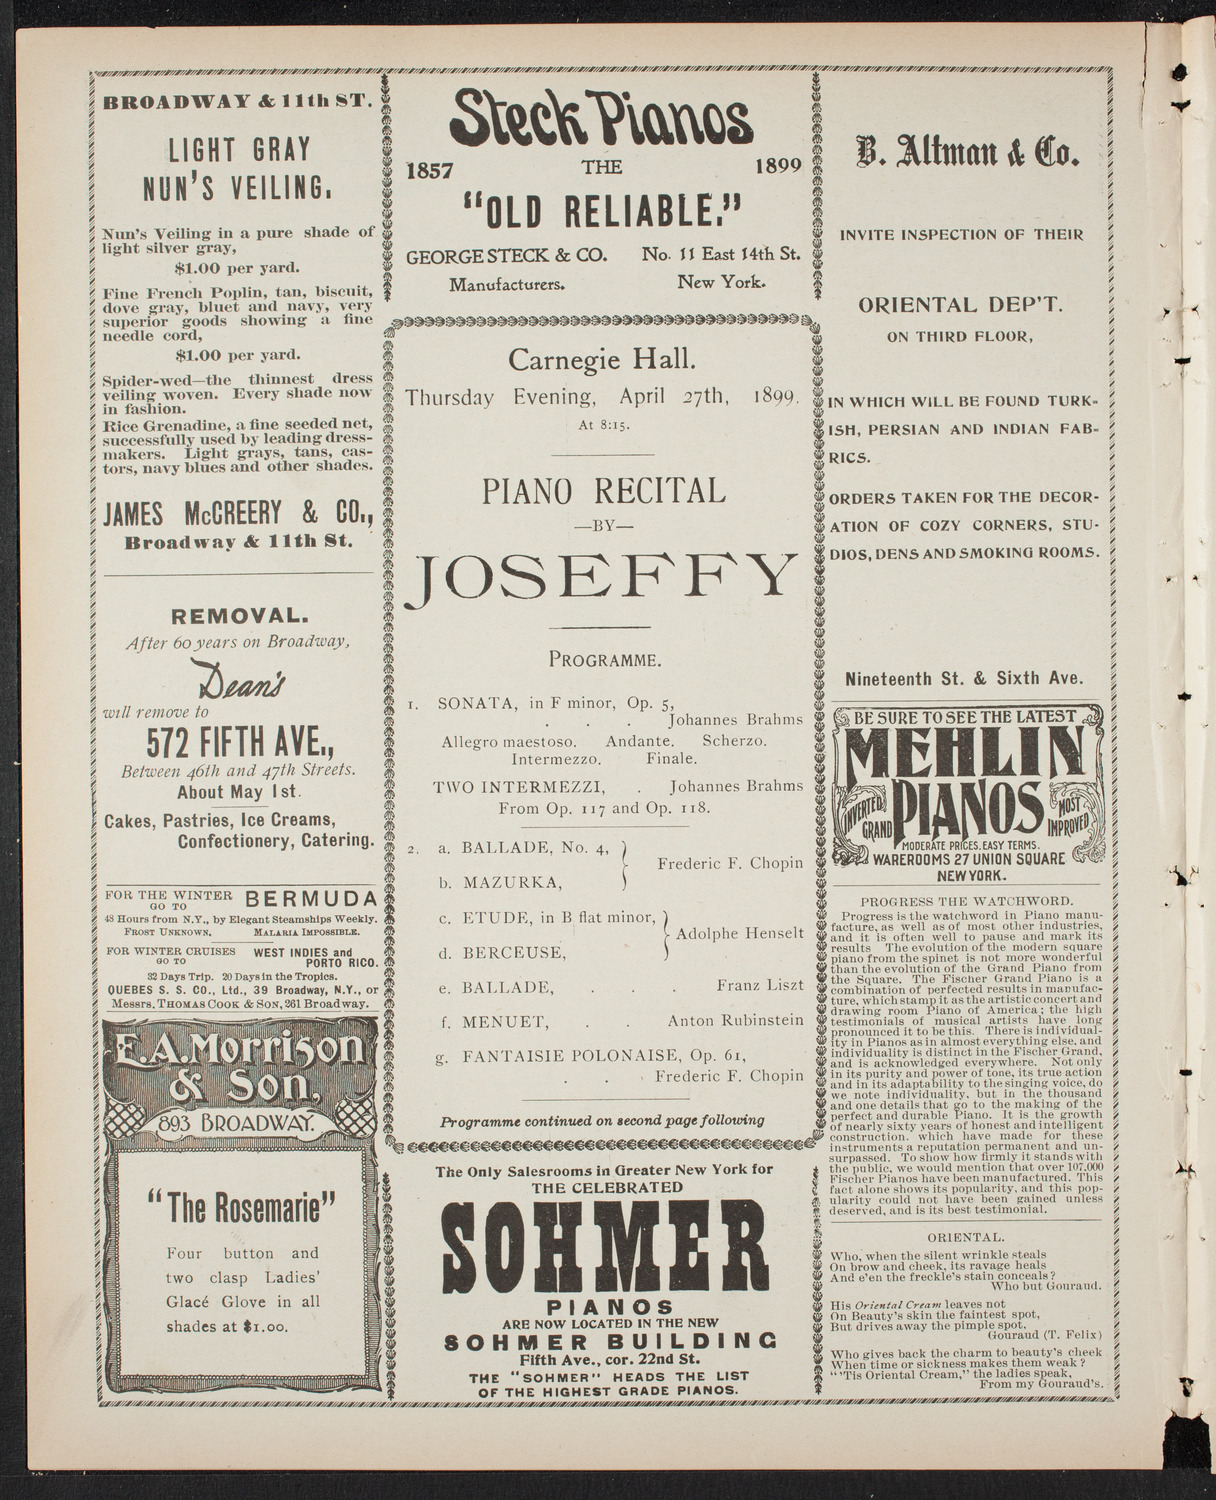 BROADWAY & 11th ST.
LIGHT GRAY
NUN'S VEILING.
Nun's Veiling in a pure shade of
light silver gray,
$1.00 per yard.
Fine French Poplin, tan, biscuit,
dove gray, bluet and navy, very
superior goods showing a fine
needle cord,
$1.00 per yard.
Spider-wed—the thinnest dress
veiling woven. Every shade now
in fashion.
Rice Grenadine, a fine seeded net,
successfully used by leading dress-
makers. Light grays, tans, cas-
tors, navy blues and other shades.
JAMES McCREERY & CO.,
Broadway & 11th St.
REMOVAL.
After 60 years on Broadway,
Dean's
will remove to
572 FIFTH AVE.,
Between 46th and 47th Streets.
About May 1st.
Cakes, Pastries, Ice Creams,
Confectionery, Catering.
FOR THE WINTER GO TO BERMUDA
48 Hours from N.Y., by Elegant Steamships Weekly.
FROST UNKNOWN. MALARIA IMPOSSIBLE.
FOR WINTER CRUISES GO TO WEST INDIES and PORTO RICO.
32 Days Trip. 20 Days in the Tropics.
QUEBES S. S. CO., Ltd., 39 Broadway, N.Y., or
Messrs. THOMAS COOK & SON, 261 Broadway.
E.A. Morrison
& Son,
893 BROADWAY.
"The Rosemarie"
Four button and
two clasp Ladies'
Glacé Glove in all
shades at $1.00.
Steck Pianos
1857 THE 1899
"OLD RELIABLE."
GEORGE STECK & CO. No. 11 East 14th St.
Manufacturers. New York.
Carnegie Hall.
Thursday Evening, April 27th, 1899.
At 8:15.
PIANO RECITAL
—BY—
JOSEFFY
PROGRAMME.
1. SONATA, in F minor, Op. 5,
. . . Johannes Brahms
Allegro maestoso. Andante. Scherzo.
Intermezzo. Finale.
TWO INTERMEZZI, . Johannes Brahms
From Op. 117 and Op. 118.
2. a. BALLADE, No. 4,
Frederic F. Chopin
b. MAZURKA,
c. ETUDE, in B flat minor,
Adolphe Henselt
d. BERCEUSE,
e. BALLADE, . . . Franz Liszt
f. MENUET, . . Anton Rubinstein
g. FANTAISIE POLONAISE, Op. 61,
. . Frederic F. Chopin
Programme continued on second page following
The Only Salesrooms in Greater New York for
THE CELEBRATED
SOHMER
PIANOS
ARE NOW LOCATED IN THE NEW
SOHMER BUILDING
Fifth Ave., cor. 22nd St.
THE "SOHMER" HEADS THE LIST
OF THE HIGHEST GRADE PIANOS.
B. Altman & Co.
INVITE INSPECTION OF THEIR
ORIENTAL DEP'T.
ON THIRD FLOOR,
IN WHICH WILL BE FOUND TURK-
ISH, PERSIAN AND INDIAN FAB-
RICS.
ORDERS TAKEN FOR THE DECOR-
ATION OF COZY CORNERS, STU-
DIOS, DENS AND SMOKING ROOMS.
Nineteenth St. & Sixth Ave.
BE SURE TO SEE THE LATEST
MEHLIN
INVERTED GRAND PIANOS MOST IMPROVED
MODERATE PRICES. EASY TERMS.
WAREROOMS 27 UNION SQUARE
NEW YORK.
PROGRESS THE WATCHWORD.
Progress is the watchword in Piano manu-
facture, as well as of most other industries,
and it is often well to pause and mark its
results The evolution of the modern square
piano from the spinet is not more wonderful
than the evolution of the Grand Piano from
the Square. The Fischer Grand Piano is a
combination of perfected results in manufac-
ture, which stamp it as the artistic concert and
drawing room Piano of America; the high
testimonials of musical artists have long
pronounced it to be this. There is individual-
ity in Pianos as in almost everything else, and
individuality is distinct in the Fischer Grand,
and is acknowledged everywhere. Not only
in its purity and power of tone, its true action
and in its adaptability to the singing voice, do
we note individuality, but in the thousand
and one details that go to the making of the
perfect and durable Piano. It is the growth
of nearly sixty years of honest and intelligent
construction, which have made for these
instruments a reputation permanent and un-
surpassed. To show how firmly it stands with
the public, we would mention that over 107,000
Fischer Pianos have been manufactured. This
fact alone shows its popularity, and this pop-
ularity could not have been gained unless
deserved, and is its best testimonial.
ORIENTAL.
Who, when the silent wrinkle steals
On brow and cheek, its ravage heals
And e'en the freckle's stain conceals?
Who but Gouraud.
His Oriental Cream leaves not
On Beauty's skin the faintest spot,
But drives away the pimple spot,
Gouraud (T. Felix)
Who gives back the charm to beauty's cheek
When time or sickness makes them weak?
"'Tis Oriental Cream," the ladies speak,
From my Gouraud's.